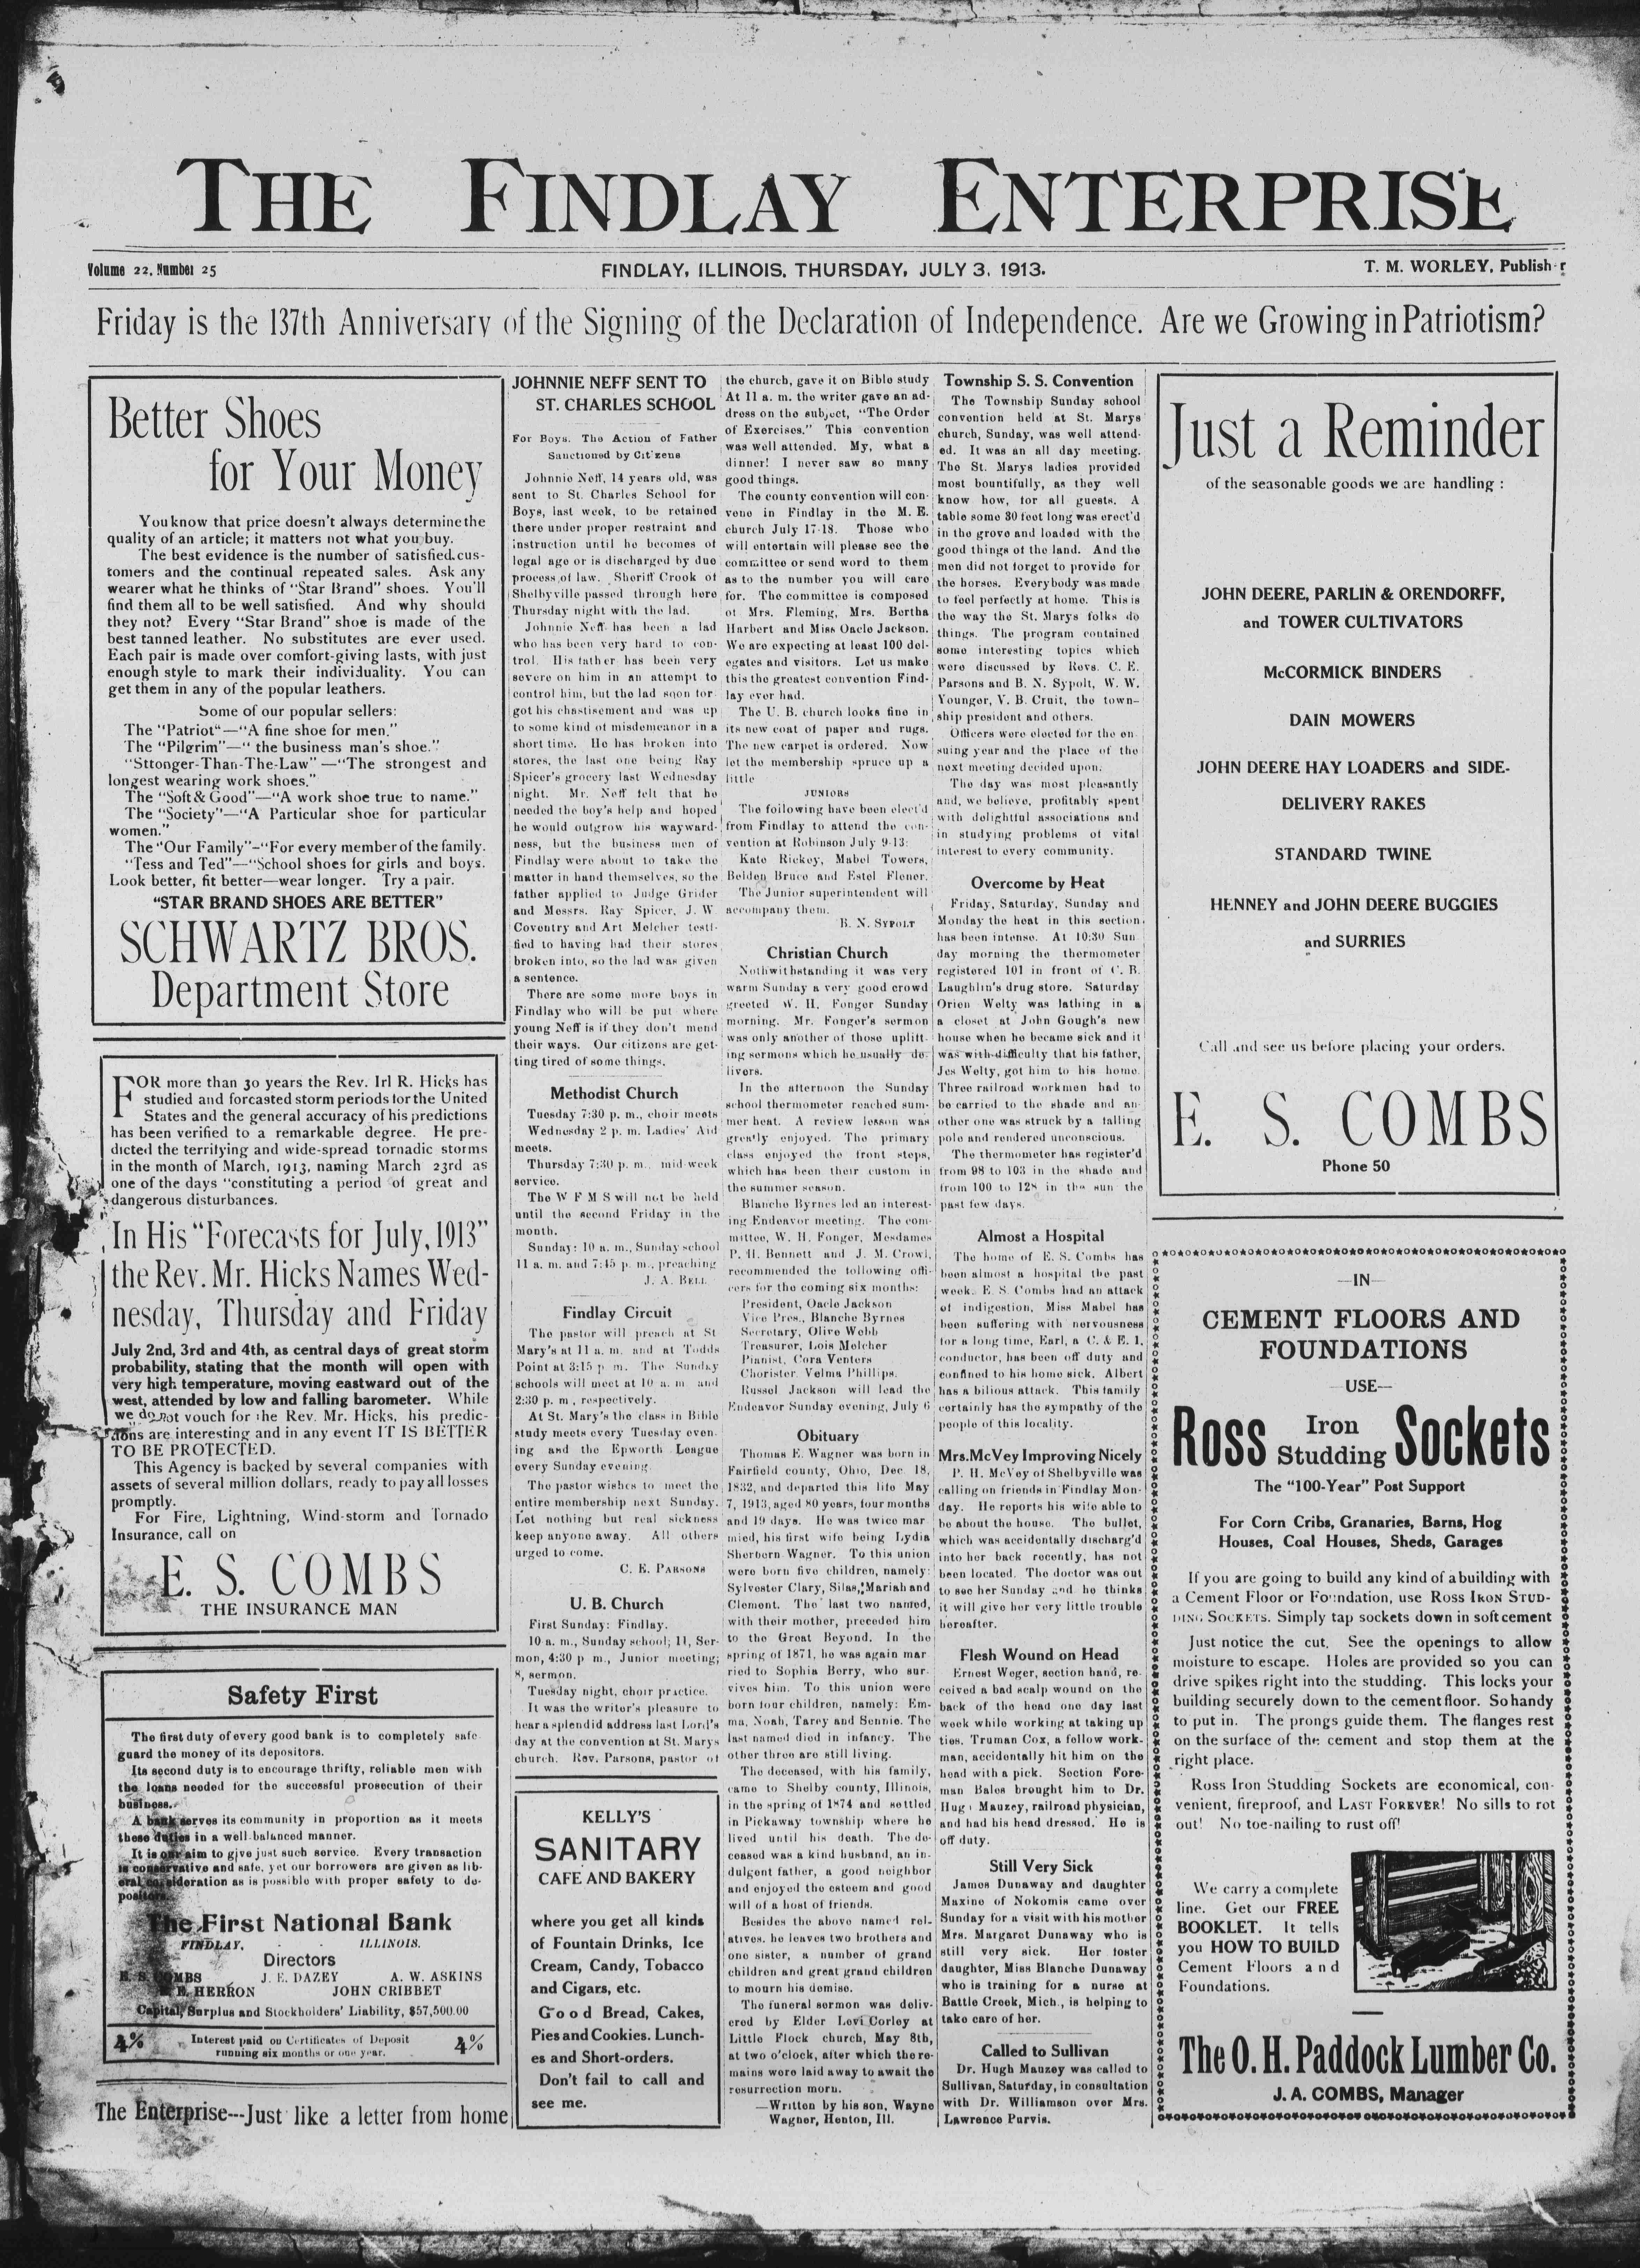 THE FINDLAY ENTERPRISE
Volume 22, Number 25
FINDLAY, ILLINOIS, THURSDAY, JULY 3, 1913.
T. M. WORLEY, Publish r
Friday is the 137th Anniversary of the Signing of the Declaration of Independence. Are we Growing in Patriotism?
Better Shoes
for Your Money
You know that price doesn't always determine the
quality of an article; it matters not what you buy.
The best evidence is the number of satisfied cus-
tomers and the continual repeated sales. Ask any
wearer what he thinks of "Star Brand" shoes. You'll
find them all to be well satisfied. And why should
they not? Every "Star Brand" shoe is made of the
best tanned leather. No substitutes are ever used.
Each pair is made over comfort-giving lasts, with just
enough style to mark their individuality. You can
get them in any of the popular leathers.
Some of our popular sellers:
The "Patriot"—"A fine shoe for men."
The "Pilgrim"—" the business man's shoe."
"Sttonger-Than-The-Law"—"The strongest and
longest wearing work shoes."
The "Soft & Good"—"A work shoe true to name."
The "Society"—"A Particular shoe for particular
women."
The "Our Family"—"For every member of the family.
"Tess and Ted"—"School shoes for girls and boys.
Look better, fit better—wear longer. Try a pair.
"STAR BRAND SHOES ARE BETTER"
SCHWARTZ BROS.
Department Store
FOR more than 30 years the Rev. Irl R. Hicks has
studied and forcasted storm periods for the United
States and the general accuracy of his predictions
has been verified to a remarkable degree. He pre-
dicted the terrifying and wide-spread tornadic storms
in the month of March, 1913, naming March 23rd as
one of the days "constituting a period of great and
dangerous disturbances.
In His "Forecasts for July, 1913"
the Rev. Mr. Hicks Names Wed-
nesday, Thursday and Friday
July 2nd, 3rd and 4th, as central days of great storm
probability, stating that the month will open with
very high temperature, moving eastward out of the
west, attended by low and falling barometer. While
we do not vouch for the Rev. Mr. Hicks, his predic-
tions are interesting and in any event IT IS BETTER
TO BE PROTECTED.
This Agency is backed by several companies with
assets of several million dollars, ready to pay all losses
promptly.
For Fire, Lightning, Wind-storm and Tornado
Insurance, call on
E. S. COMBS
THE INSURANCE MAN
Safety First
The first duty of every good bank is to completely safe
guard the money of its depositors.
Its second duty is to encourage thrifty, reliable men with
the loans needed for the successful prosecution of their
business.
A bank serves its community in proportion as it meets
these duties in a well-balanced manner.
It is our aim to give just such service. Every transaction
is conservative and safe, yet our borrowers are given as lib-
eral consideration as is possible with proper safety to de-
positors.
The First National Bank
FINDLAY, ILLINOIS.
Directors
COMBS J. E. DAZEY A. W. ASKINS
HERRON JOHN CRIBBET
Capital, Surplus and Stockholders' Liability, $57,500.00
4% Interest paid on Certificates of Deposit 4%
running six months or one year.
The Enterprise---Just like a letter from home
JOHNNIE NEFF SENT TO
ST. CHARLES SCHOOL
For Boys. The Action of Father
Sanctioned by Citizens
Johnnie Neff, 14 years old, was
sent to St. Charles School for
Boys, last week, to be retained
there under proper restraint and
instruction until he becomes of
legal age or is discharged by due
process of law. Sheriff Crook of
Shelbyville passed through here
Thursday night with the lad.
Johnnie Neff has been a lad
who has been very hard to con-
trol. His father has been very
severe on him in an attempt to
control him, but the lad soon for-
got his chastisement and was up
to some kind of misdemeanor in a
short time. He has broken into
stores, the last one being Ray
Spicer's grocery last Wednesday
night. Mr. Neff felt that he
needed the boy's help and hoped
he would outgrow his wayward-
ness, but the business men of
Findlay were about to take the
matter in hand themselves, so the
father applied to Judge Grider
and Messrs. Ray Spicer, J. W
Coventry and Art Melcher testi-
fied to having had their stores
broken into, so the lad was given
a sentence.
There are some more boys in
Findlay who will be put where
young Neff is if they don't mend
their ways. Our citizens are get-
ting tired of some things.
Methodist Church
Tuesday 7:30 p. m., choir meets
Wednesday 2 p. m. Ladies' Aid
meets.
Thursday 7:30 p. m., mid-week
service.
The W F M S will not be held
until the second Friday in the
month.
Sunday: 10 a. m., Sunday school
11 a. m. and 7:45 p. m., preaching
J. A. BELL
Findlay Circuit
The pastor will preach at St
Mary's at 11 a. m. and at Todds
Point at 3:15 p. m. The Sunday
schools will meet at 10 a. m. and
2:30 p. m., respectively.
At St. Mary's the class in Bible
study meets every Tuesday even-
ing and the Epworth League
every Sunday evening.
The pastor wishes to meet the
entire membership next Sunday.
Let nothing but real sickness
keep anyone away. All others
urged to come.
C. E. PARSONS
U. B. Church
First Sunday: Findlay.
10 a. m., Sunday school; 11, Ser-
mon, 4:30 p m., Junior meeting;
8, sermon.
Tuesday night, choir practice.
It was the writer's pleasure to
hear a splendid address last Lord's
day at the convention at St. Marys
church. Rev. Parsons, pastor of
KELLY'S
SANITARY
CAFE AND BAKERY
where you get all kinds
of Fountain Drinks, Ice
Cream, Candy, Tobacco
and Cigars, etc.
Good Bread, Cakes,
Pies and Cookies. Lunch-
es and Short-orders.
Don't fail to call and
see me.
the church, gave it on Bible study
At 11 a. m. the writer gave an ad-
dress on the subject, "The Order
of Exercises." This convention
was well attended. My, what a
dinner! I never saw so many
good things.
The county convention will con-
vene in Findlay in the M. E.
church July 17-18. Those who
will entertain will please see the
committee or send word to them
as to the number you will care
for. The committee is composed
of Mrs. Fleming, Mrs. Bertha
Harbert and Miss Oacle Jackson.
We are expecting at least 100 del-
egates and visitors. Let us make
this the greatest convention Find-
lay ever had.
The U. B. church looks fine in
its new coat of paper and rugs.
The new carpet is ordered. Now
let the membership spruce up a
little
JUNIORS
The following have been elect'd
from Findlay to attend the con-
vention at Robinson July 9-13:
Kate Rickey, Mabel Towers,
Belden Bruce and Estel Flener.
The Junior superintendent will
accompany them.
B. N. SYPOLT
Christian Church
Nothwithstanding it was very
warm Sunday a very good crowd
greeted W. H. Fonger Sunday
morning. Mr. Fonger's sermon
was only another of those uplift-
ing sermons which he usually de-
livers.
In the afternoon the Sunday
school thermometer reached sum-
mer heat. A review lesson was
greatly enjoyed. The primary
class enjoyed the front steps,
which has been their custom in
the summer season.
Blanche Byrnes led an interest-
ing Endeavor meeting. The com-
mittee, W. H. Fonger, Mesdames
P. H. Bennett and J. M. Crowl,
recommended the following offi-
cers for the coming six months:
President, Oacle Jackson
Vice Pres., Blanche Byrnes
Secretary, Olive Webb
Treasurer, Lois Melcher
Pianist, Cora Venters
Chorister, Velma Phillips.
Russel Jackson will lead the
Endeavor Sunday evening, July 6
Obituary
Thomas E. Wagner was born in
Fairfield county, Ohio, Dec. 18,
1832, and departed this life May
7, 1913, aged 80 years, four months
and 19 days. He was twice mar
ried, his first wife being Lydia
Sherbern Wagner. To this union
were born five children, namely:
Sylvester Clary, Silas, Mariah and
Clement. The last two named,
with their mother, preceded him
to the Great Beyond. In the
spring of 1871, he was again mar
ried to Sophia Berry, who sur-
vives him. To this union were
born four children, namely: Em-
ma, Noah, Tarey and Sennie. The
last named died in infancy. The
other three are still living.
The deceased, with his family,
came to Shelby county, Illinois,
in the spring of 1874 and settled
in Pickaway township where he
lived until his death. The de-
ceased was a kind husband, an in-
dulgent father, a good neighbor
and enjoyed the esteem and good
will of a host of friends.
Besides the above named rel-
atives, he leaves two brothers and
one sister, a number of grand
children and great grand children
to mourn his demise.
The funeral sermon was deliv-
ered by Elder Levi Corley at
Little Flock church, May 8th,
at two o'clock, after which the re-
mains were laid away to await the
resurrection morn.
—Written by his son, Wayne
Wagner, Henton, Ill.
Township S. S. Convention
The Township Sunday school
convention held at St. Marys
church, Sunday, was well attend-
ed. It was an all day meeting.
The St. Marys ladies provided
most bountifully, as they well
know how, for all guests. A
table some 30 feet long was erect'd
in the grove and loaded with the
good things of the land. And the
men did not forget to provide for
the horses. Everybody was made
to feel perfectly at home. This is
the way the St. Marys folks do
things. The program contained
some interesting topics which
were discussed by Revs. C. E.
Parsons and B. N. Sypolt, W. W.
Younger, V. B. Cruit, the town-
ship president and others.
Officers were elected for the en
suing year and the place of the
next meeting decided upon.
The day was most pleasantly
and, we believe, profitably spent
with delightful associations and
in studying problems of vital
interest to every community.
Overcome by Heat
Friday, Saturday, Sunday and
Monday the heat in this section
has been intense. At 10:30 Sun
day morning the thermometer
registered 101 in front of C. B.
Laughlin's drug store. Saturday
Orien Welty was lathing in a
a closet at John Gough's new
house when he became sick and it
was with difficulty that his father,
Jes Welty, got him to his home.
Three railroad workmen had to
be carried to the shade and an-
other one was struck by a falling
pole and rendered unconscious.
The thermometer has register'd
from 98 to 103 in the shade and
from 100 to 128 in the sun the
past few days.
Almost a Hospital
The home of E. S. Combs has
been almost a hospital the past
week. E. S. Combs had an attack
of indigestion, Miss Mabel has
been suffering with nervousness
for a long time, Earl, a C. & E. I.
conductor, has been off duty and
confined to his home sick. Albert
has a bilious attack. This family
certainly has the sympathy of the
people of this locality.
Mrs. McVey Improving Nicely
P. H. McVey of Shelbyville was
calling on friends in Findlay Mon-
day. He reports his wife able to
be about the house. The bullet,
which was accidentally discharg'd
into her back recently, has not
been located. The doctor was out
to see her Sunday and he thinks
it will give her very little trouble
hereafter.
Flesh Wound on Head
Ernest Weger, section hand, re-
ceived a bad scalp wound on the
back of the head one day last
week while working at taking up
ties. Truman Cox, a fellow work-
man, accidentally hit him on the
head with a pick. Section Fore-
man Bales brought him to Dr.
Hugh Mauzey, railroad physician,
and had his head dressed. He is
off duty.
Still Very Sick
James Dunaway and daughter
Maxine of Nokomis came over
Sunday for a visit with his mother
Mrs. Margaret Dunaway who is
still very sick. Her foster
daughter, Miss Blanche Dunaway
who is training for a nurse at
Battle Creek, Mich., is helping to
take care of her.
Called to Sullivan
Dr. Hugh Mauzey was called to
Sullivan, Saturday, in consultation
with Dr. Williamson over Mrs.
Lawrence Purvis.
Just a Reminder
of the seasonable goods we are handling :
JOHN DEERE, PARLIN & ORENDORFF,
and TOWER CULTIVATORS
McCORMICK BINDERS
DAIN MOWERS
JOHN DEERE HAY LOADERS and SIDE-
DELIVERY RAKES
STANDARD TWINE
HENNEY and JOHN DEERE BUGGIES
and SURRIES
Call and see us before placing your orders.
E. S. COMBS
Phone 50
—IN—
CEMENT FLOORS AND
FOUNDATIONS
—USE—
Ross Iron Studding Sockets
The "100-Year" Post Support
For Corn Cribs, Granaries, Barns, Hog
Houses, Coal Houses, Sheds, Garages
If you are going to build any kind of a building with
a Cement Floor or Foundation, use ROSS IRON STUD-
DING SOCKETS. Simply tap sockets down in soft cement
Just notice the cut. See the openings to allow
moisture to escape. Holes are provided so you can
drive spikes right into the studding. This locks your
building securely down to the cement floor. So handy
to put in. The prongs guide them. The flanges rest
on the surface of the cement and stop them at the
right place.
Ross Iron Studding Sockets are economical, con-
venient, fireproof, and LAST FOREVER! No sills to rot
out! No toe-nailing to rust off!
We carry a complete
line. Get our FREE
BOOKLET. It tells
you HOW TO BUILD
Cement Floors and
Foundations.
The O. H. Paddock Lumber Co.
J. A. COMBS, Manager